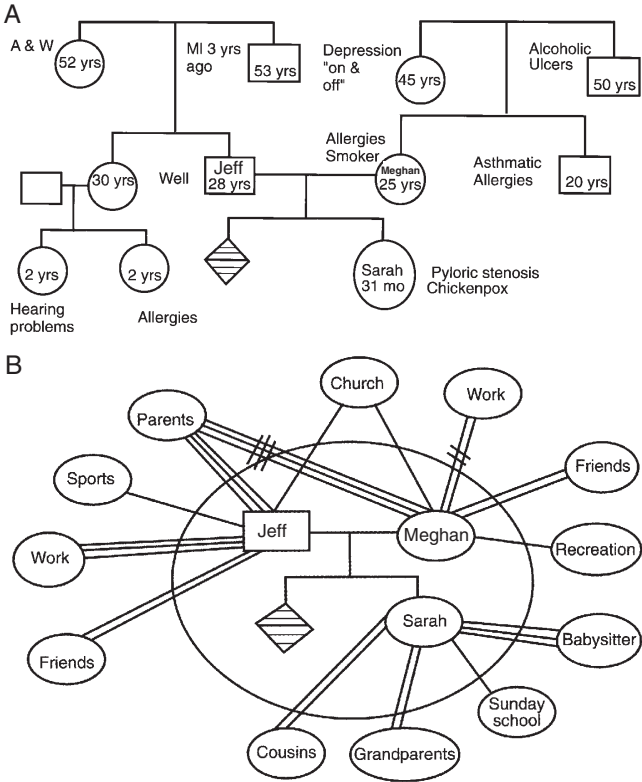 A
A & W
52 yrs
MI 3 yrs
ago
53 yrs
Depression
"on &
off"
45 yrs
Alcoholic
Ulcers
50 yrs
30 yrs
Well
Jeff
28 yrs
Allergies
Smoker
Meghan
25 yrs
Asthmatic
Allergies
20 yrs
2 yrs
2 yrs
Sarah
31 mo
Pyloric stenosis
Chickenpox
Hearing
problems
Allergies
B
Church
Work
Parents
Friends
Sports
Jeff
Meghan
Work
Recreation
Sarah
Babysitter
Friends
Sunday
school
Cousins
Grandparents